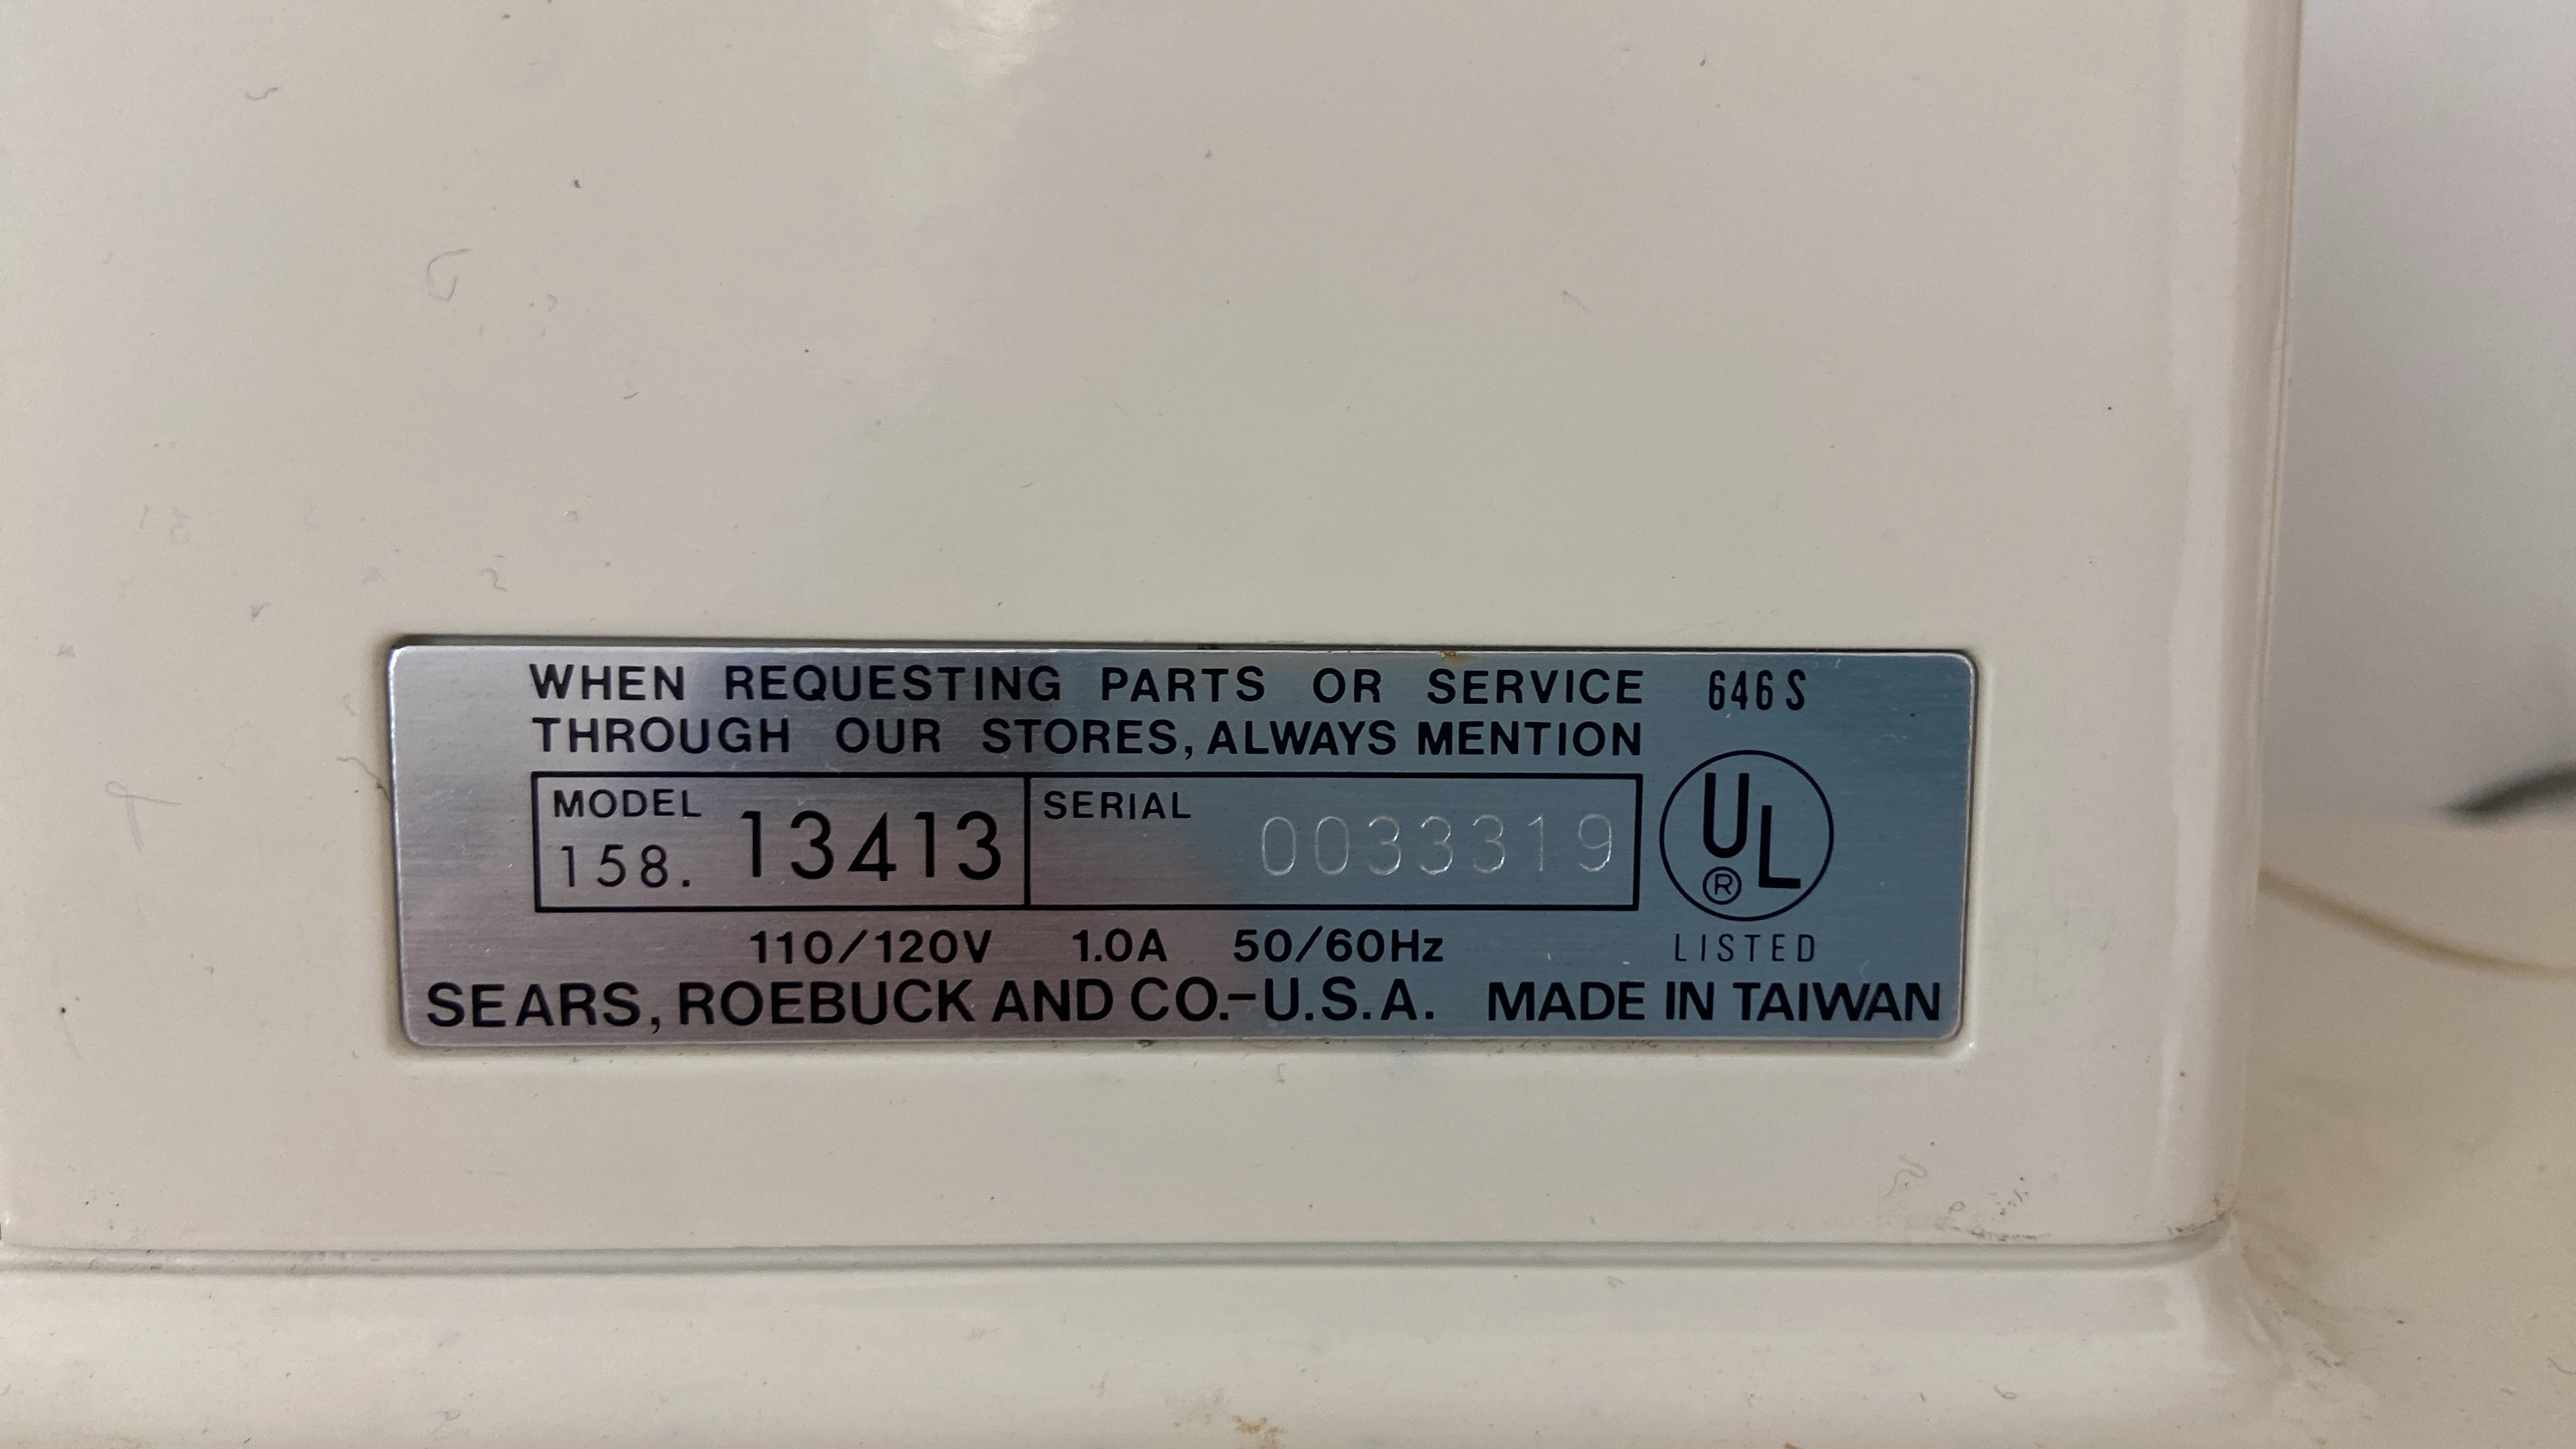 WHEN REQUESTING PARTS OR SERVICE 646 S
THROUGH OUR STORES, ALWAYS MENTION
MODEL
158. 13413
SERIAL
0033319
UL
®
LISTED
110/120V 1.0A 50/60Hz
SEARS, ROEBUCK AND CO.-U.S.A. MADE IN TAIWAN